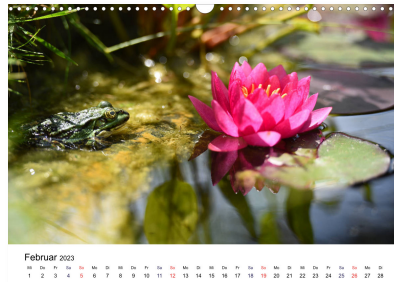 Februar 2023
Mi Do Fr Sa So Mo Di Mi Do Fr Sa So Mo Di Mi Do Fr Sa So Mo Di Mi Do Fr Sa So Mo Di
1 2 3 4 5 6 7 8 9 10 11 12 13 14 15 16 17 18 19 20 21 22 23 24 25 26 27 28